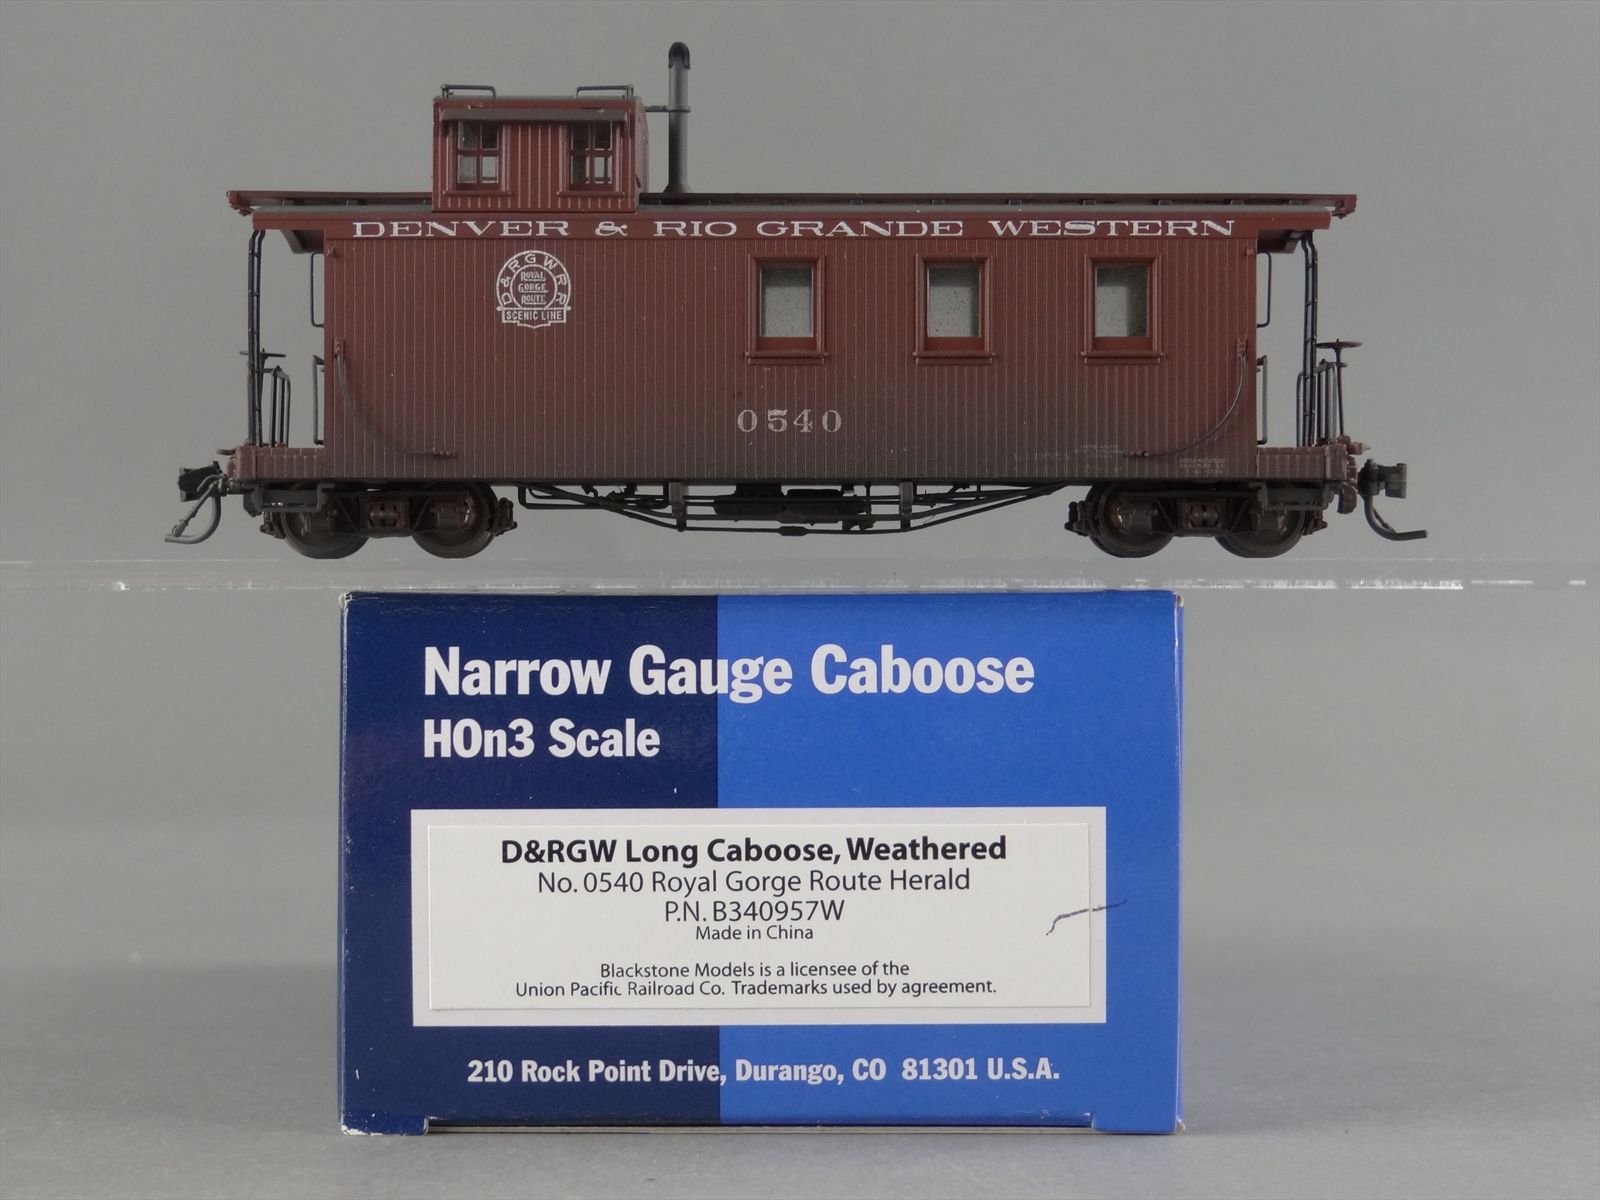 DENVER & RIO GRANDE WESTERN
D&RGWRR
ROYAL
GORGE
ROUTE
SCENIC LINE
0540
Narrow Gauge Caboose
HOn3 Scale
D&RGW Long Caboose, Weathered
No. 0540 Royal Gorge Route Herald
P.N. B340957W
Made in China
Blackstone Models is a licensee of the
Union Pacific Railroad Co. Trademarks used by agreement.
210 Rock Point Drive, Durango, CO 81301 U.S.A.